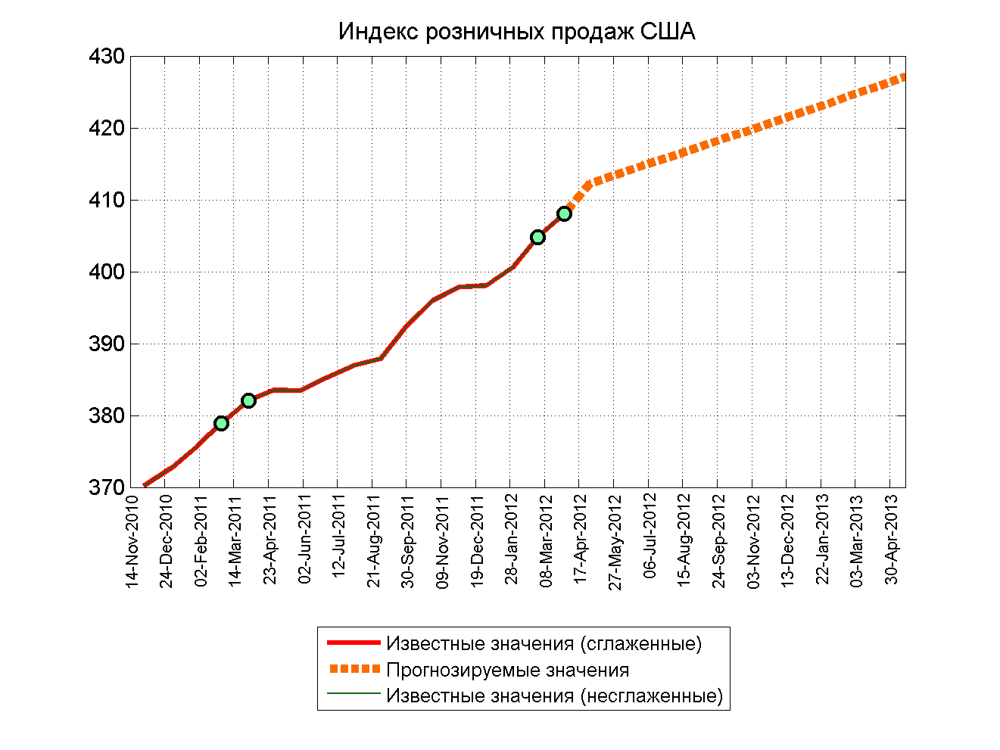 Индекс розничных продаж США
430
420
410
400
390
380
370
14-Nov-2010
24-Dec-2010
02-Feb-2011
14-Mar-2011
23-Apr-2011
02-Jun-2011
12-Jul-2011
21-Aug-2011
30-Sep-2011
09-Nov-2011
19-Dec-2011
28-Jan-2012
08-Mar-2012
17-Apr-2012
27-May-2012
06-Jul-2012
15-Aug-2012
24-Sep-2012
03-Nov-2012
13-Dec-2012
22-Jan-2013
03-Mar-2013
30-Apr-2013
Известные значения (сглаженные)
Прогнозируемые значения
Известные значения (несглаженные)